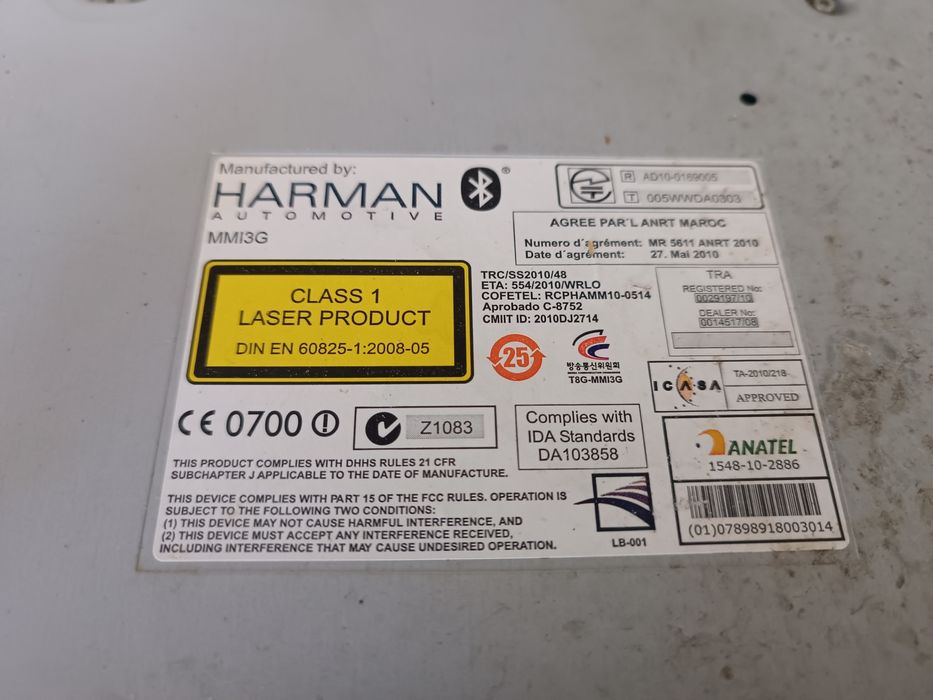 Manufactured by:
HARMAN
AUTOMOTIVE
MMI3G
®
R AD10-0169005
T 005WWDA0303
AGREE PAR´L ANRT MAROC
Numero d´agrément: MR 5611 ANRT 2010
Date d´agrément: 27. Mai 2010
CLASS 1
LASER PRODUCT
DIN EN 60825-1:2008-05
TRC/SS2010/48
ETA: 554/2010/WRLO
COFETEL: RCPHAMM10-0514
Aprobado C-8752
CMIIT ID: 2010DJ2714
TRA
REGISTERED No:
0029197/10
DEALER No:
0014517/08
25
방송통신위원회
T8G-MMI3G
ICASA
TA-2010/218
APPROVED
CE 0700
Z1083
Complies with
IDA Standards
DA103858
ANATEL
1548-10-2886
(01)07898918003014
THIS PRODUCT COMPLIES WITH DHHS RULES 21 CFR
SUBCHAPTER J APPLICABLE TO THE DATE OF MANUFACTURE.
THIS DEVICE COMPLIES WITH PART 15 OF THE FCC RULES. OPERATION IS
SUBJECT TO THE FOLLOWING TWO CONDITIONS:
(1) THIS DEVICE MAY NOT CAUSE HARMFUL INTERFERENCE, AND
(2) THIS DEVICE MUST ACCEPT ANY INTERFERENCE RECEIVED,
INCLUDING INTERFERENCE THAT MAY CAUSE UNDESIRED OPERATION.
LB-001